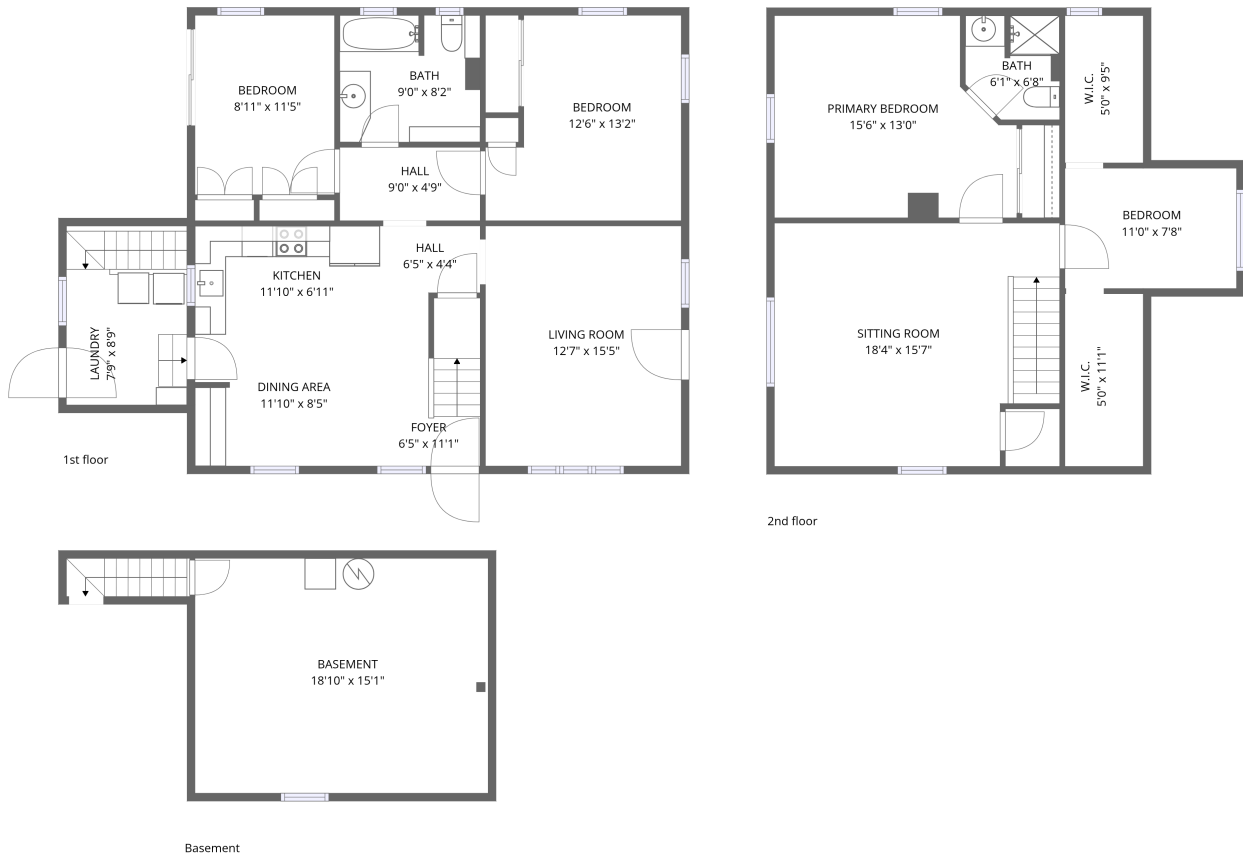 BEDROOM
8'11" x 11'5"
BATH
9'0" x 8'2"
BEDROOM
12'6" x 13'2"
HALL
9'0" x 4'9"
HALL
6'5" x 4'4"
KITCHEN
11'10" x 6'11"
LAUNDRY
7'9" x 8'9"
LIVING ROOM
12'7" x 15'5"
DINING AREA
11'10" x 8'5"
FOYER
6'5" x 11'1"
1st floor
PRIMARY BEDROOM
15'6" x 13'0"
BATH
6'1" x 6'8"
W.I.C.
5'0" x 9'5"
BEDROOM
11'0" x 7'8"
SITTING ROOM
18'4" x 15'7"
W.I.C.
5'0" x 11'1"
2nd floor
BASEMENT
18'10" x 15'1"
Basement